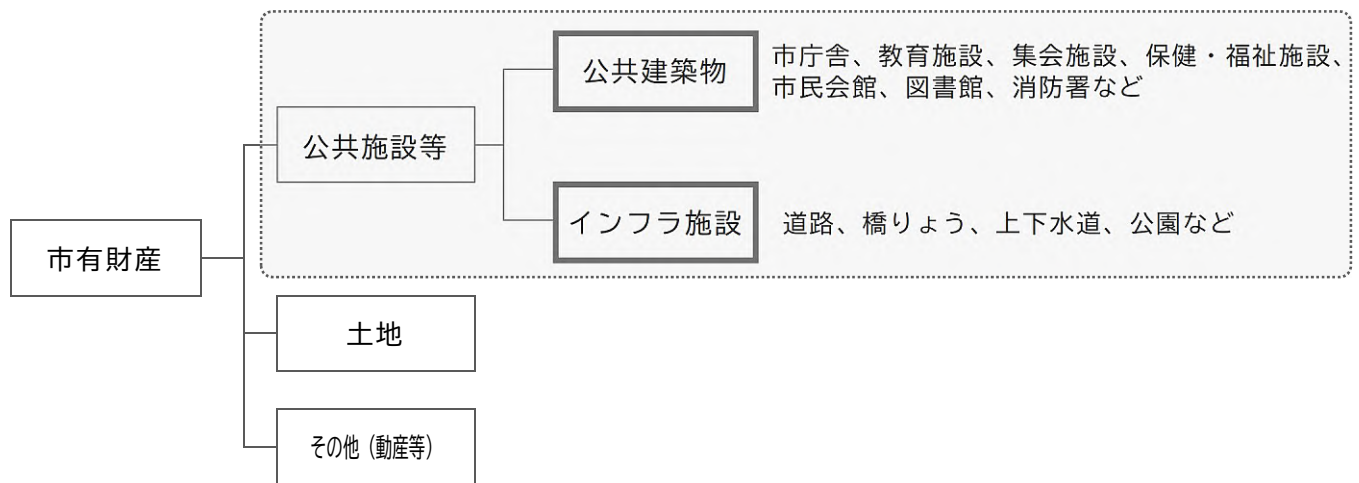 公共建築物
市庁舎、教育施設、集会施設、保健・福祉施設、
市民会館、図書館、消防署など
公共施設等
インフラ施設
道路、橋りょう、上下水道、公園など
市有財産
土地
その他（動産等）